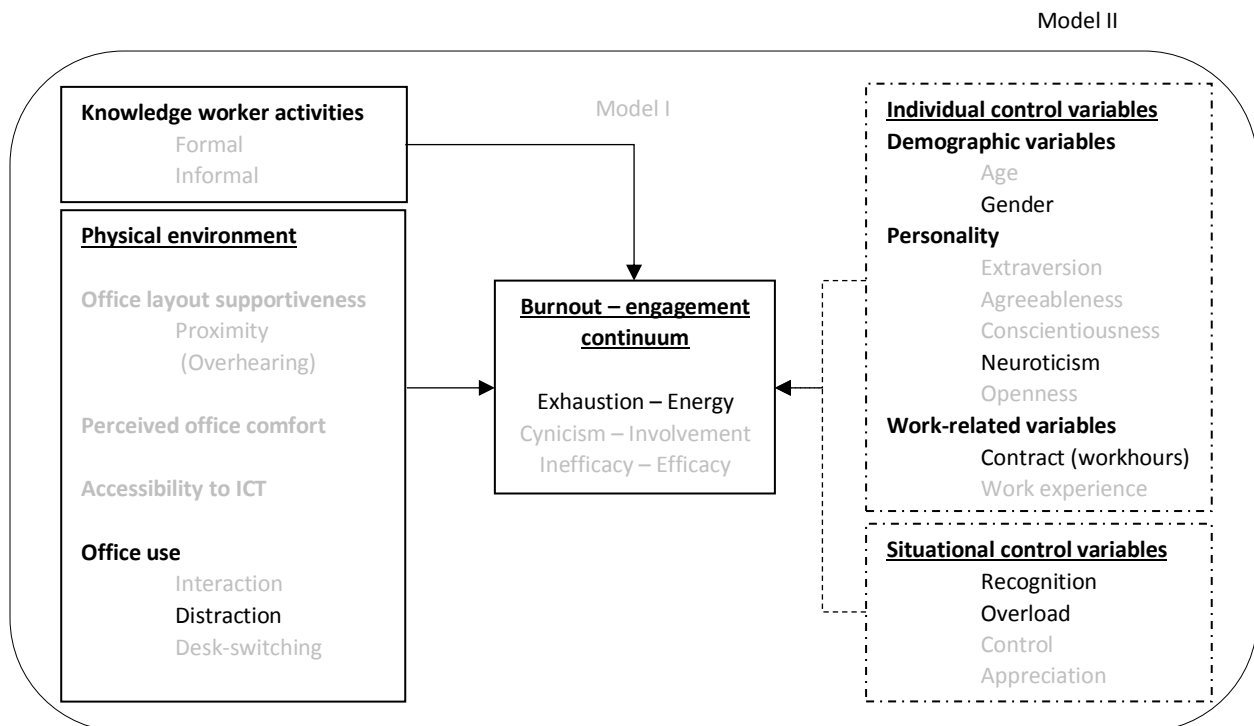 Model II
Knowledge worker activities
Formal
Informal
Model I
Physical environment
Office layout supportiveness
Proximity
(Overhearing)
Perceived office comfort
Accessibility to ICT
Office use
Interaction
Distraction
Desk-switching
Burnout – engagement
continuum
Exhaustion – Energy
Cynicism – Involvement
Inefficacy – Efficacy
Individual control variables
Demographic variables
Age
Gender
Personality
Extraversion
Agreeableness
Conscientiousness
Neuroticism
Openness
Work-related variables
Contract (workhours)
Work experience
Situational control variables
Recognition
Overload
Control
Appreciation